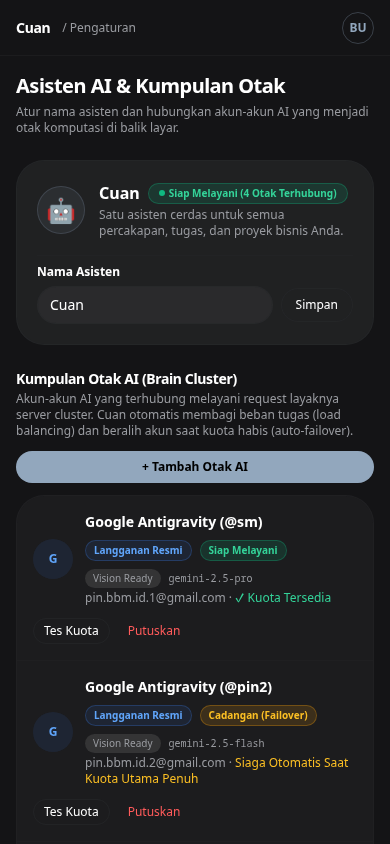 Cuan / Pengaturan BU
Asisten AI & Kumpulan Otak
Atur nama asisten dan hubungkan akun-akun AI yang menjadi
otak komputasi di balik layar.
Cuan Siap Melayani (4 Otak Terhubung)
Satu asisten cerdas untuk semua
percakapan, tugas, dan proyek bisnis Anda.
Nama Asisten
Cuan Simpan
Kumpulan Otak AI (Brain Cluster)
Akun-akun AI yang terhubung melayani request layaknya
server cluster. Cuan otomatis membagi beban tugas (load
balancing) dan beralih akun saat kuota habis (auto-failover).
+ Tambah Otak AI
Google Antigravity (@sm)
G Langganan Resmi Siap Melayani
Vision Ready gemini-2.5-pro
pin.bbm.id.1@gmail.com · ✓ Kuota Tersedia
Tes Kuota Putuskan
Google Antigravity (@pin2)
G Langganan Resmi Cadangan (Failover)
Vision Ready gemini-2.5-flash
pin.bbm.id.2@gmail.com · Siaga Otomatis Saat
Kuota Utama Penuh
Tes Kuota Putuskan